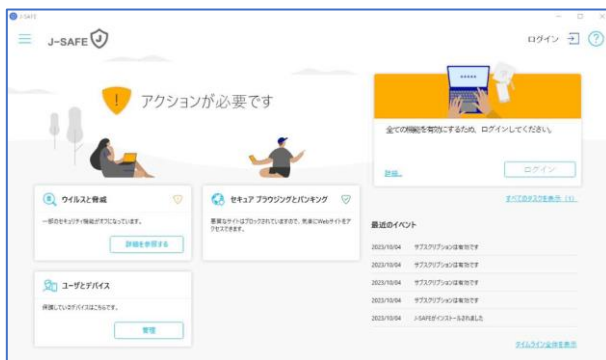 J-SAFE
J-SAFE
ログイン
アクションが必要です
全ての機能を有効にするため、ログインしてください。
詳細...
ログイン
すべてのタスクを表示 (1)
ウイルスと脅威
一部のセキュリティ機能がオフになっています。
詳細を参照する
セキュア ブラウジングとバンキング
悪質なサイトはブロックされていますので、気楽にWebサイトをア
クセスできます。
ユーザとデバイス
保護しているデバイスはこちらです。
管理
最近のイベント
2023/10/04 サブスクリプションは有効です
2023/10/04 サブスクリプションは有効です
2023/10/04 サブスクリプションは有効です
2023/10/04 サブスクリプションは有効です
2023/10/04 J-SAFEがインストールされました
タイムライン全体を表示